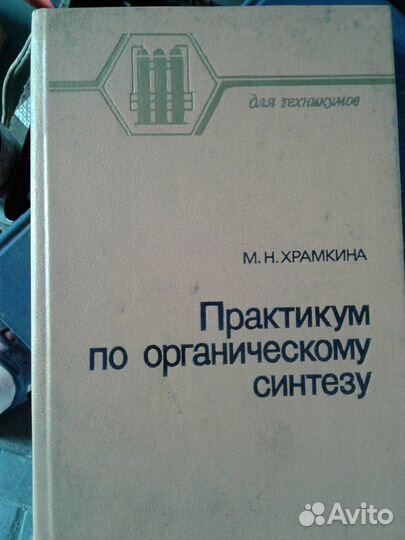 для техникумов
М. Н. ХРАМКИНА
Практикум
по органическому
синтезу
Avito